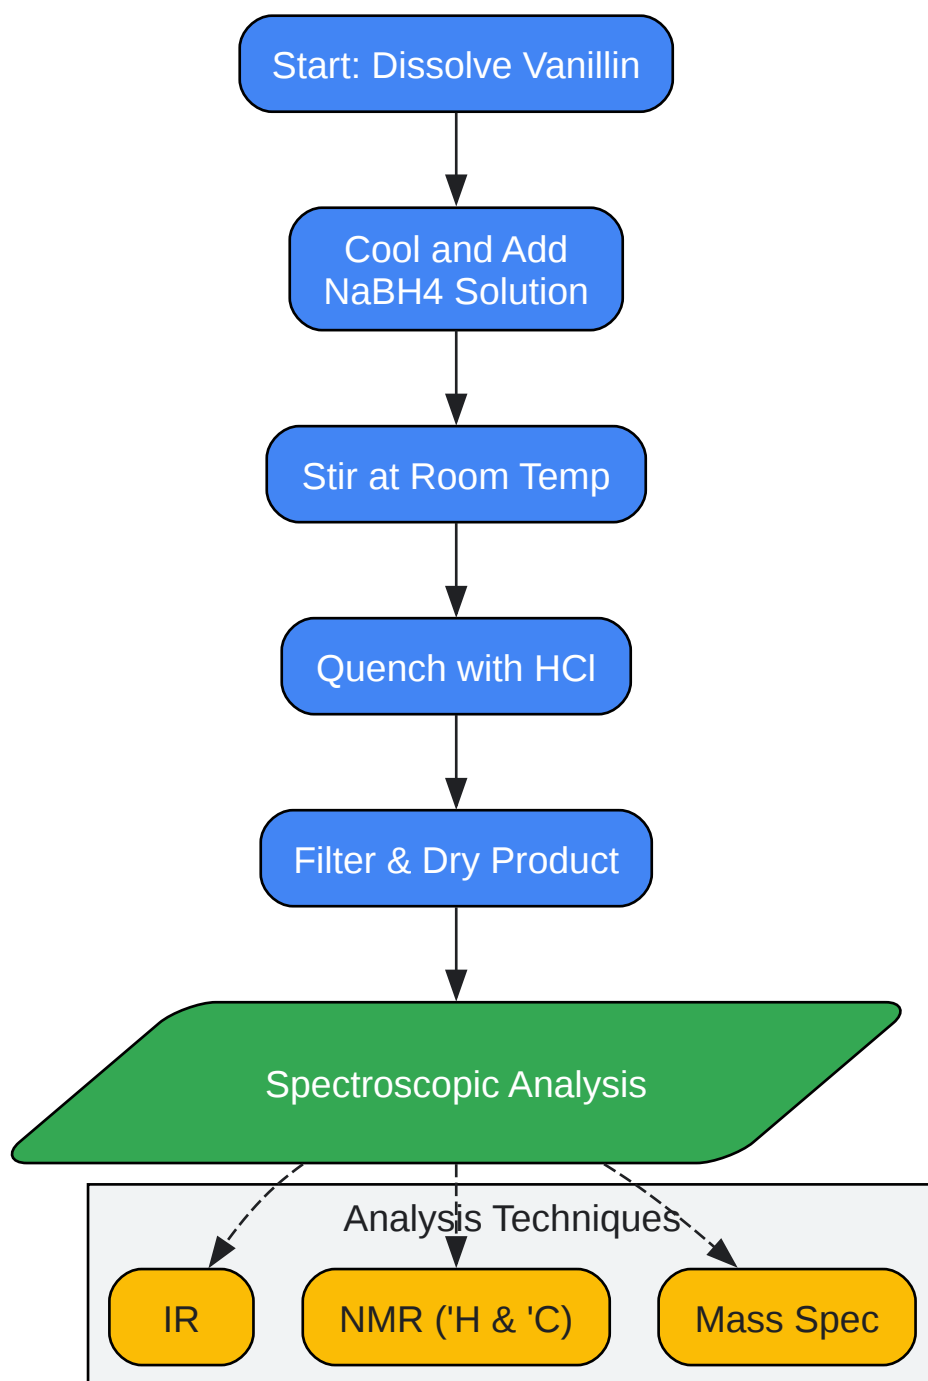 Start: Dissolve Vanillin
Cool and Add
NaBH4 Solution
Stir at Room Temp
Quench with HCl
Filter & Dry Product
Spectroscopic Analysis
Analysis Techniques
IR
NMR ('H & 'C)
Mass Spec